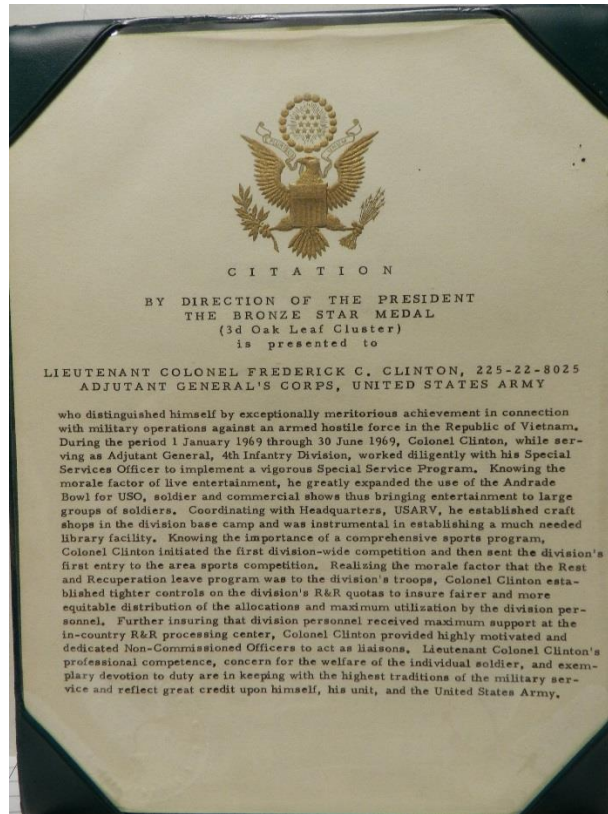 CITATION
BY DIRECTION OF THE PRESIDENT
THE BRONZE STAR MEDAL
(3d Oak Leaf Cluster)
is presented to
LIEUTENANT COLONEL FREDERICK C. CLINTON, 225-22-8025
ADJUTANT GENERAL'S CORPS, UNITED STATES ARMY
who distinguished himself by exceptionally meritorious achievement in connection
with military operations against an armed hostile force in the Republic of Vietnam.
During the period 1 January 1969 through 30 June 1969, Colonel Clinton, while ser-
ving as Adjutant General, 4th Infantry Division, worked diligently with his Special
Services Officer to implement a vigorous Special Service Program. Knowing the
morale factor of live entertainment, he greatly expanded the use of the Andrade
Bowl for USO, soldier and commercial shows thus bringing entertainment to large
groups of soldiers. Coordinating with Headquarters, USARV, he established craft
shops in the division base camp and was instrumental in establishing a much needed
library facility. Knowing the importance of a comprehensive sports program,
Colonel Clinton initiated the first division-wide competition and then sent the division's
first entry to the area sports competition. Realizing the morale factor that the Rest
and Recuperation leave program was to the division's troops, Colonel Clinton esta-
blished tighter controls on the division's R&R quotas to insure fairer and more
equitable distribution of the allocations and maximum utilization by the division per-
sonnel. Further insuring that division personnel received maximum support at the
in-country R&R processing center, Colonel Clinton provided highly motivated and
dedicated Non-Commissioned Officers to act as liaisons. Lieutenant Colonel Clinton's
professional competence, concern for the welfare of the individual soldier, and exem-
plary devotion to duty are in keeping with the highest traditions of the military ser-
vice and reflect great credit upon himself, his unit, and the United States Army.